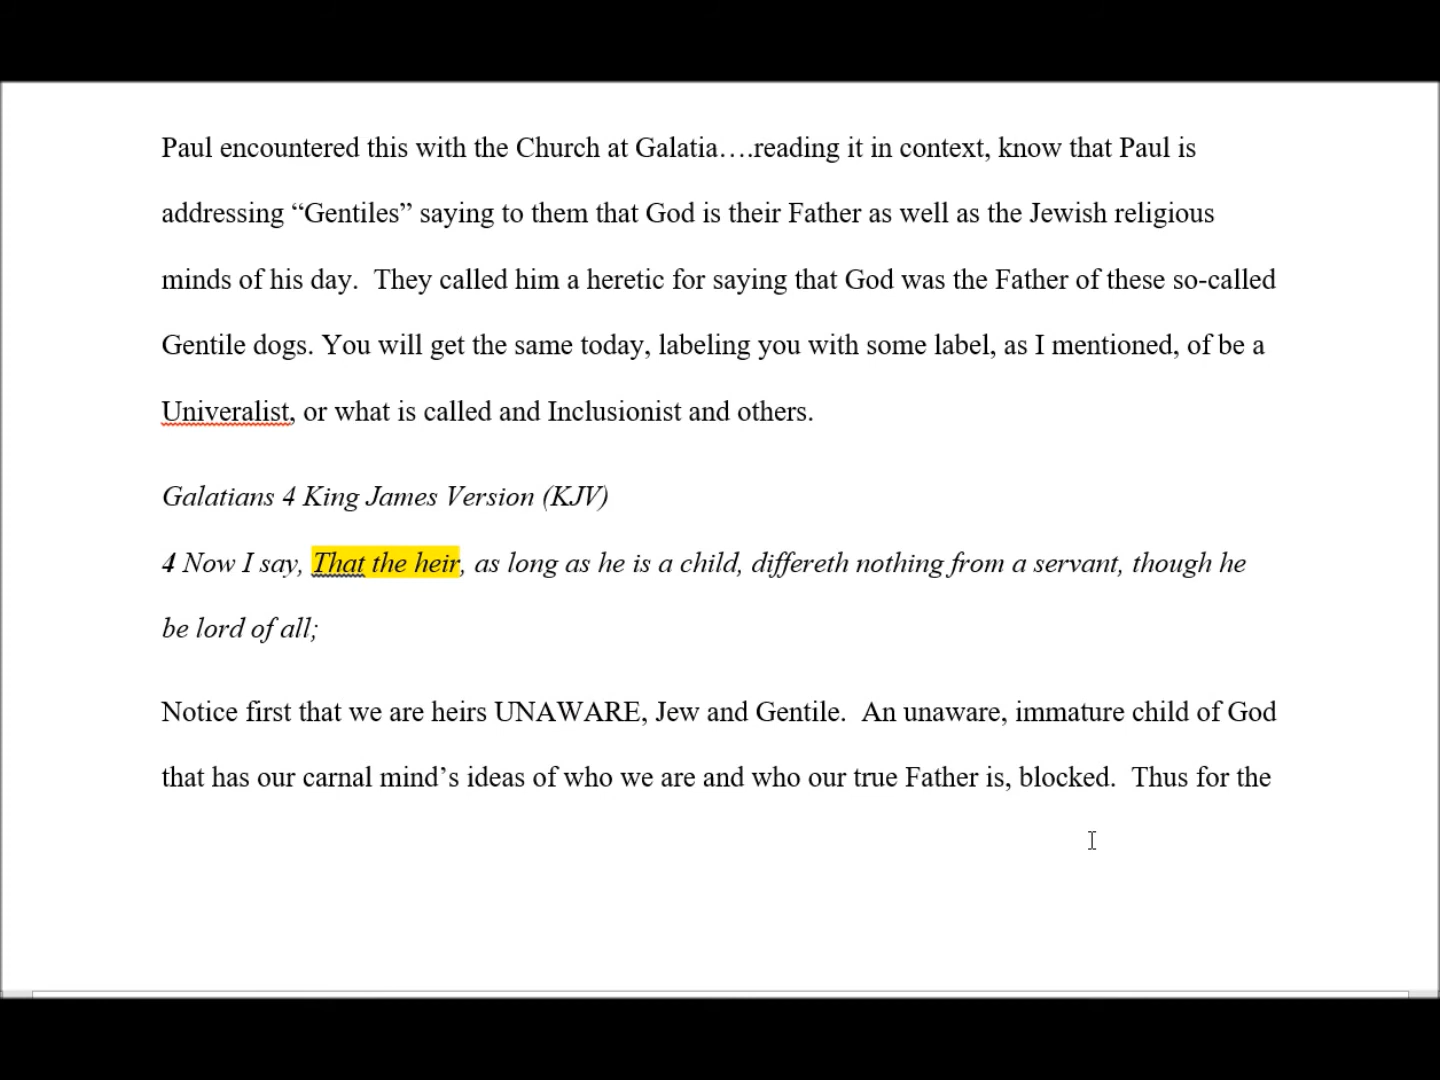 Paul encountered this with the Church at Galatia….reading it in context, know that Paul is
addressing “Gentiles” saying to them that God is their Father as well as the Jewish religious
minds of his day.  They called him a heretic for saying that God was the Father of these so-called
Gentile dogs. You will get the same today, labeling you with some label, as I mentioned, of be a
Univeralist, or what is called and Inclusionist and others.
Galatians 4 King James Version (KJV)
4 Now I say, That the heir, as long as he is a child, differeth nothing from a servant, though he
be lord of all;
Notice first that we are heirs UNAWARE, Jew and Gentile.  An unaware, immature child of God
that has our carnal mind’s ideas of who we are and who our true Father is, blocked.  Thus for the